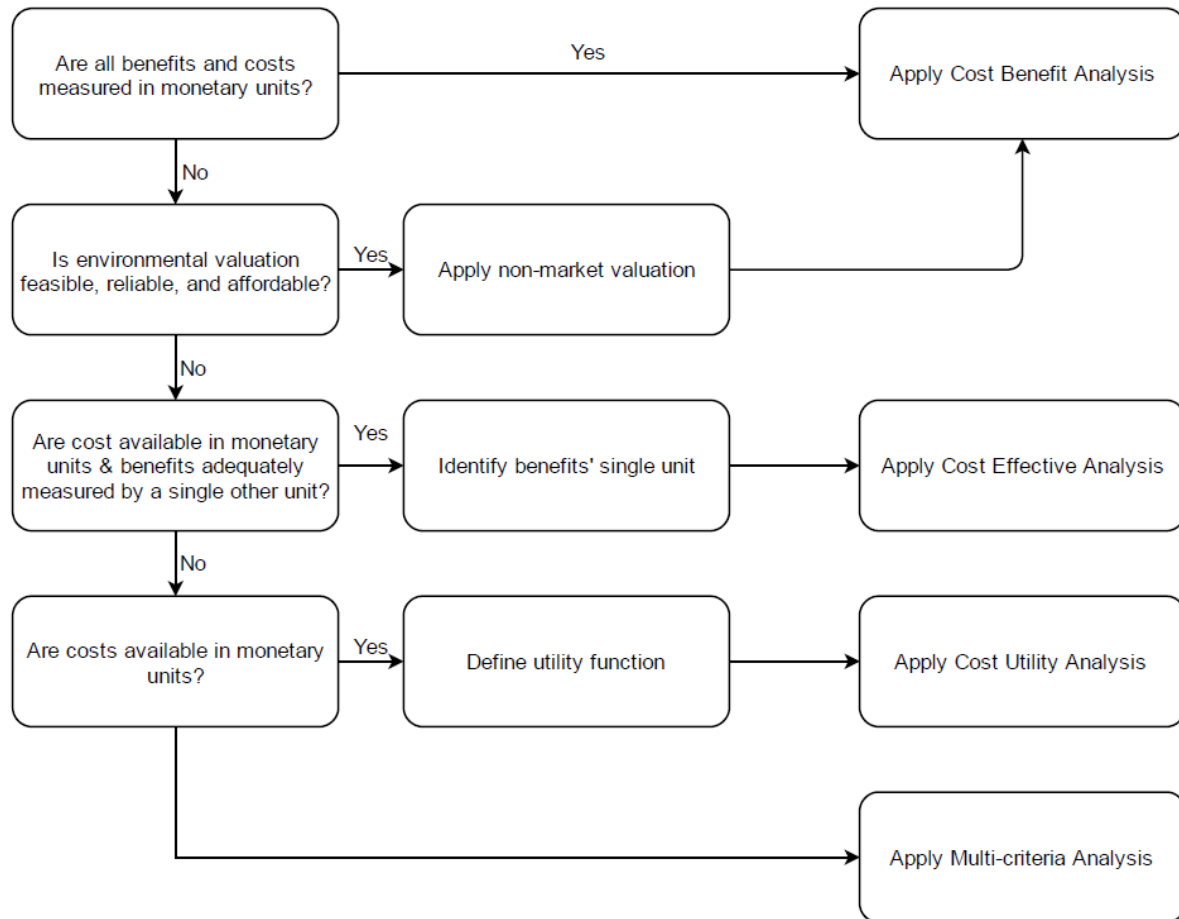 Are all benefits and costs
measured in monetary units?
Yes
Apply Cost Benefit Analysis
No
Is environmental valuation
feasible, reliable, and affordable?
Yes
Apply non-market valuation
No
Are cost available in monetary
units & benefits adequately
measured by a single other unit?
Yes
Identify benefits' single unit
Apply Cost Effective Analysis
No
Are costs available in monetary
units?
Yes
Define utility function
Apply Cost Utility Analysis
Apply Multi-criteria Analysis